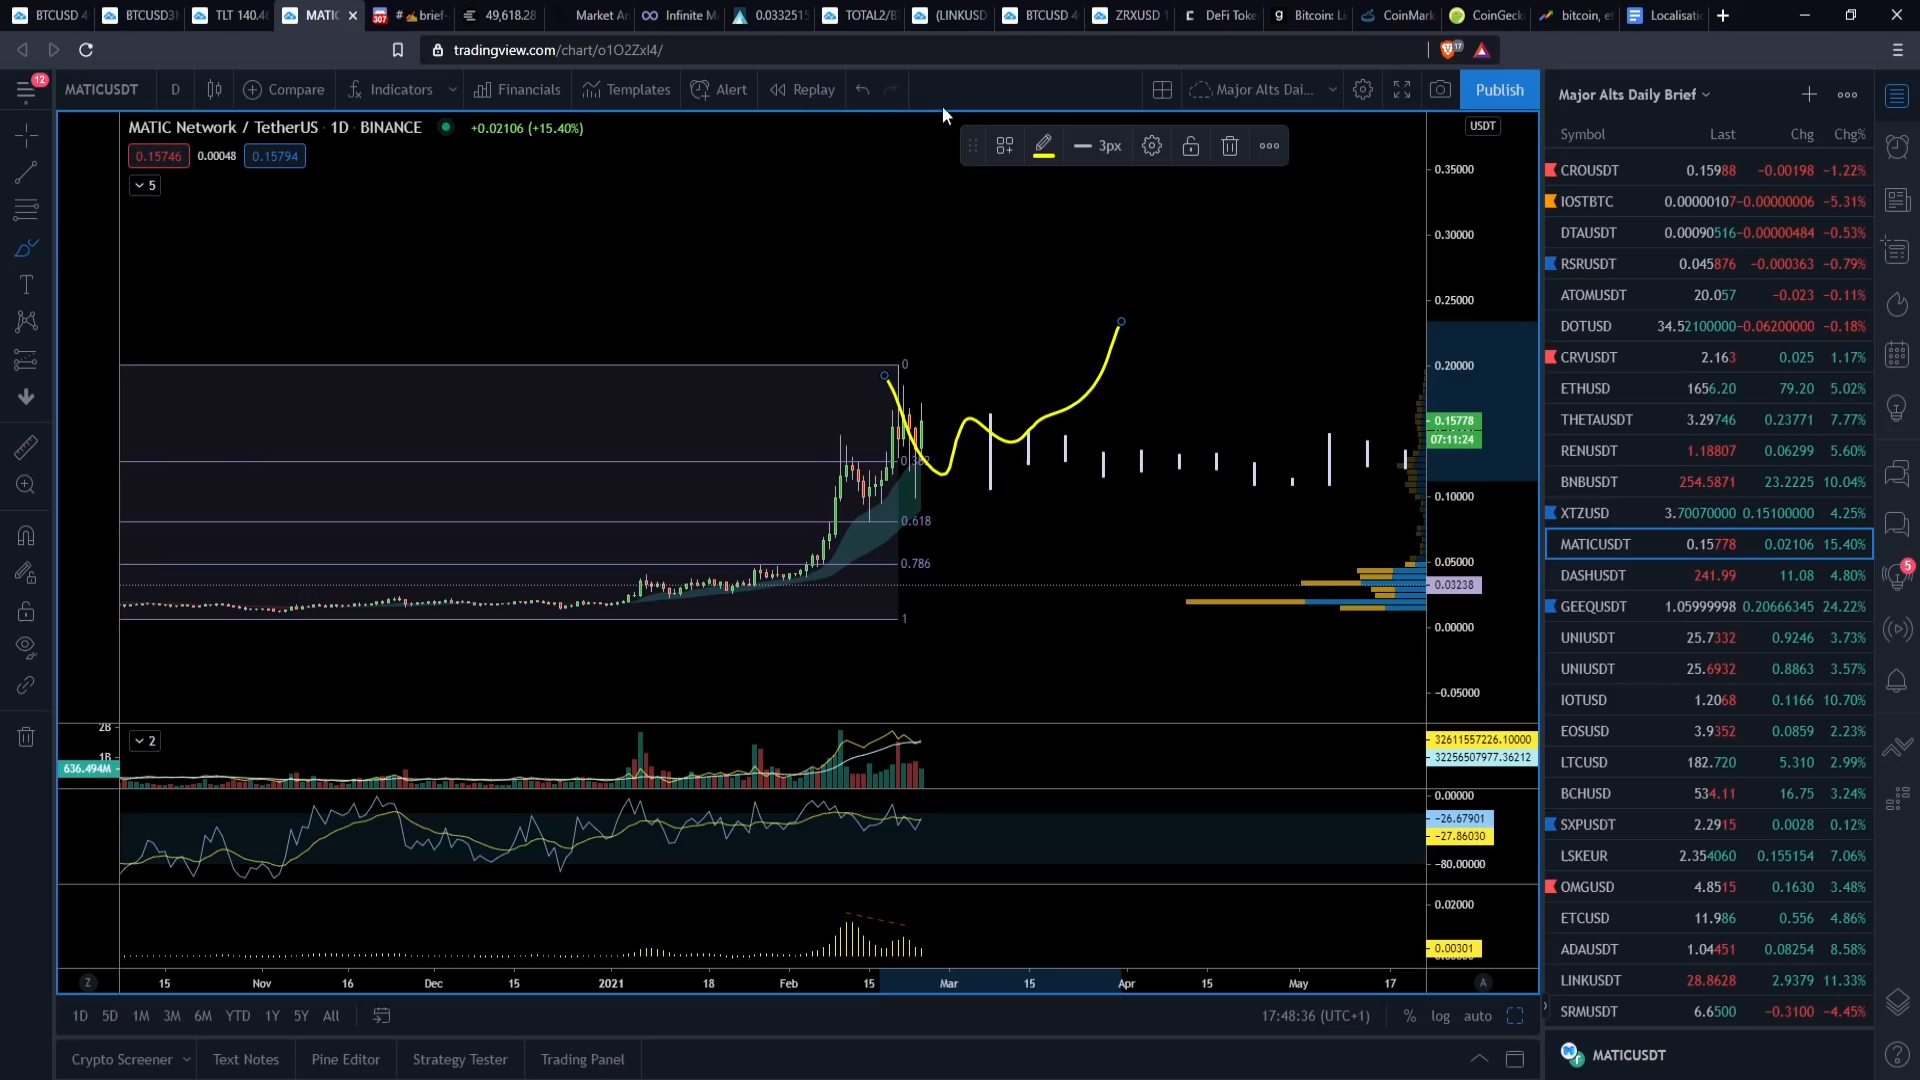 BTCUSD 4
BTCUSD3
TLT 140.4
MATIC
# brief-
49,618.28
Market An
Infinite M
0.0332515
TOTAL2/B
(LINKUSD
BTCUSD 4
ZRXUSD 1
DeFi Toke
Bitcoin: Li
CoinMark
CoinGeck
bitcoin, et
Localisati
tradingview.com/chart/o1O2ZxI4/
17
12
MATICUSDT
D
Compare
Indicators
Financials
Templates
Alert
Replay
Major Alts Dai...
Publish
MATIC Network / TetherUS · 1D · BINANCE
+0.02106 (+15.40%)
0.15746
0.00048
0.15794
5
3px
USDT
0.35000
0.30000
0.25000
0.20000
0.15778
07:11:24
0.10000
0.05000
0.03238
0.00000
−0.05000
0
0.382
0.618
0.786
1
2B
1B
636.494M
2
32611557226.10000
32256507977.36212
0.00000
−26.67901
−27.86030
−80.00000
0.02000
0.00301
Z
15
Nov
16
Dec
15
2021
18
Feb
15
Mar
15
Apr
15
May
17
A
1D
5D
1M
3M
6M
YTD
1Y
5Y
All
17:48:36 (UTC+1)
%
log
auto
Crypto Screener
Text Notes
Pine Editor
Strategy Tester
Trading Panel
Major Alts Daily Brief
Symbol Last Chg Chg%
CROUSDT 0.15988 −0.00198 −1.22%
IOSTBTC 0.00000107 −0.00000006 −5.31%
DTAUSDT 0.00090516 −0.00000484 −0.53%
RSRUSDT 0.045876 −0.000363 −0.79%
ATOMUSDT 20.057 −0.023 −0.11%
DOTUSD 34.52100000 −0.06200000 −0.18%
CRVUSDT 2.163 0.025 1.17%
ETHUSD 1656.20 79.20 5.02%
THETAUSDT 3.29746 0.23771 7.77%
RENUSDT 1.18807 0.06299 5.60%
BNBUSDT 254.5871 23.2225 10.04%
XTZUSD 3.70070000 0.15100000 4.25%
MATICUSDT 0.15778 0.02106 15.40%
DASHUSDT 241.99 11.08 4.80%
GEEQUSDT 1.05999998 0.20666345 24.22%
UNIUSDT 25.7332 0.9246 3.73%
UNIUSDT 25.6932 0.8863 3.57%
IOTUSD 1.2068 0.1166 10.70%
EOSUSD 3.9352 0.0859 2.23%
LTCUSD 182.720 5.310 2.99%
BCHUSD 534.11 16.75 3.24%
SXPUSDT 2.2915 0.0028 0.12%
LSKEUR 2.354060 0.155154 7.06%
OMGUSD 4.8515 0.1630 3.48%
ETCUSD 11.986 0.556 4.86%
ADAUSDT 1.04451 0.08254 8.58%
LINKUSDT 28.8628 2.9379 11.33%
SRMUSDT 6.6500 −0.3100 −4.45%
MATICUSDT
5